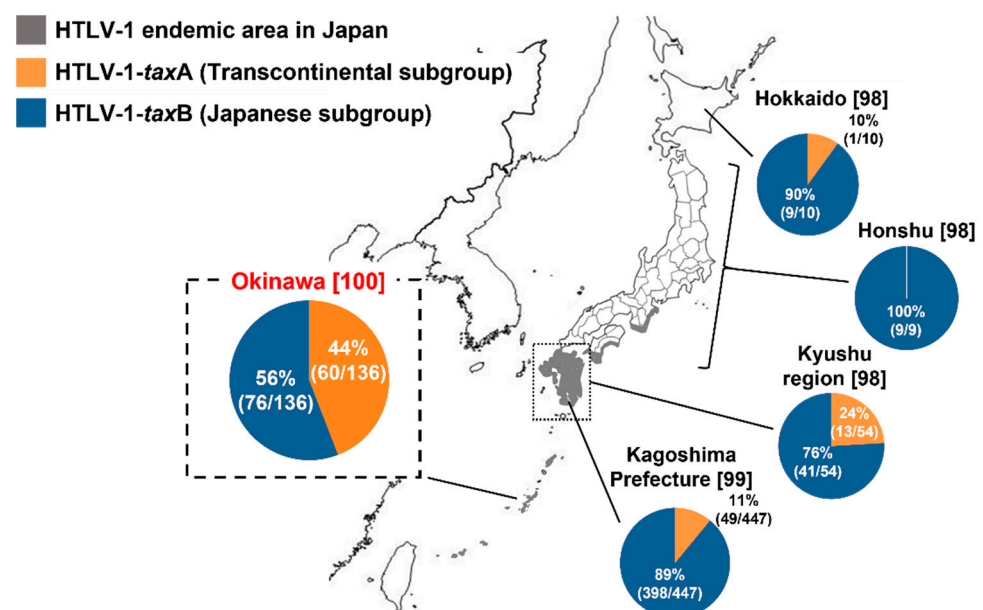 HTLV-1 endemic area in Japan
HTLV-1-taxA (Transcontinental subgroup)
HTLV-1-taxB (Japanese subgroup)
Hokkaido [98]
10%
(1/10)
90%
(9/10)
Honshu [98]
100%
(9/9)
Okinawa [100]
44%
(60/136)
56%
(76/136)
Kyushu
region [98]
24%
(13/54)
76%
(41/54)
Kagoshima
Prefecture [99]
11%
(49/447)
89%
(398/447)